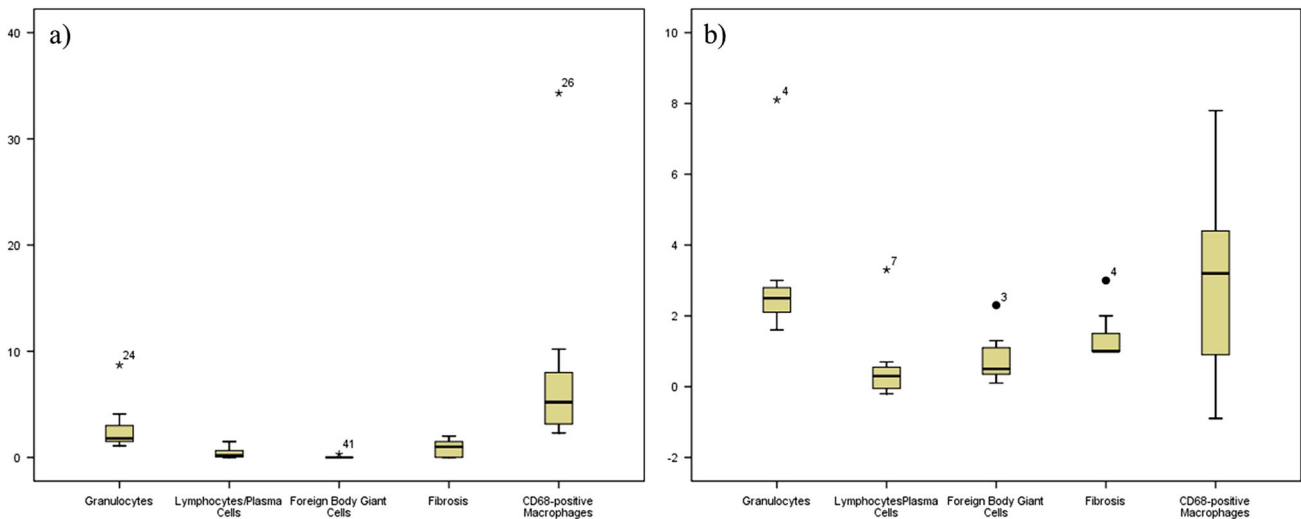 a)
40
30
20
10
0
24
41
26
Granulocytes
Lymphocytes/Plasma
Cells
Foreign Body Giant
Cells
Fibrosis
CD68-positive
Macrophages
b)
10
8
6
4
2
0
-2
4
7
3
4
Granulocytes
LymphocytesPlasma
Cells
Foreign Body Giant
Cells
Fibrosis
CD68-positive
Macrophages